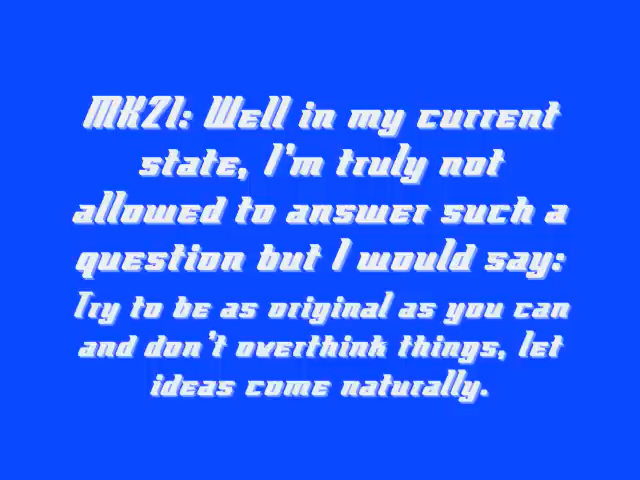 MKZI: Well in my current
state, I'm truly not
allowed to answer such a
question but I would say:
Try to be as original as you can
and don't overthink things, let
ideas come naturally.